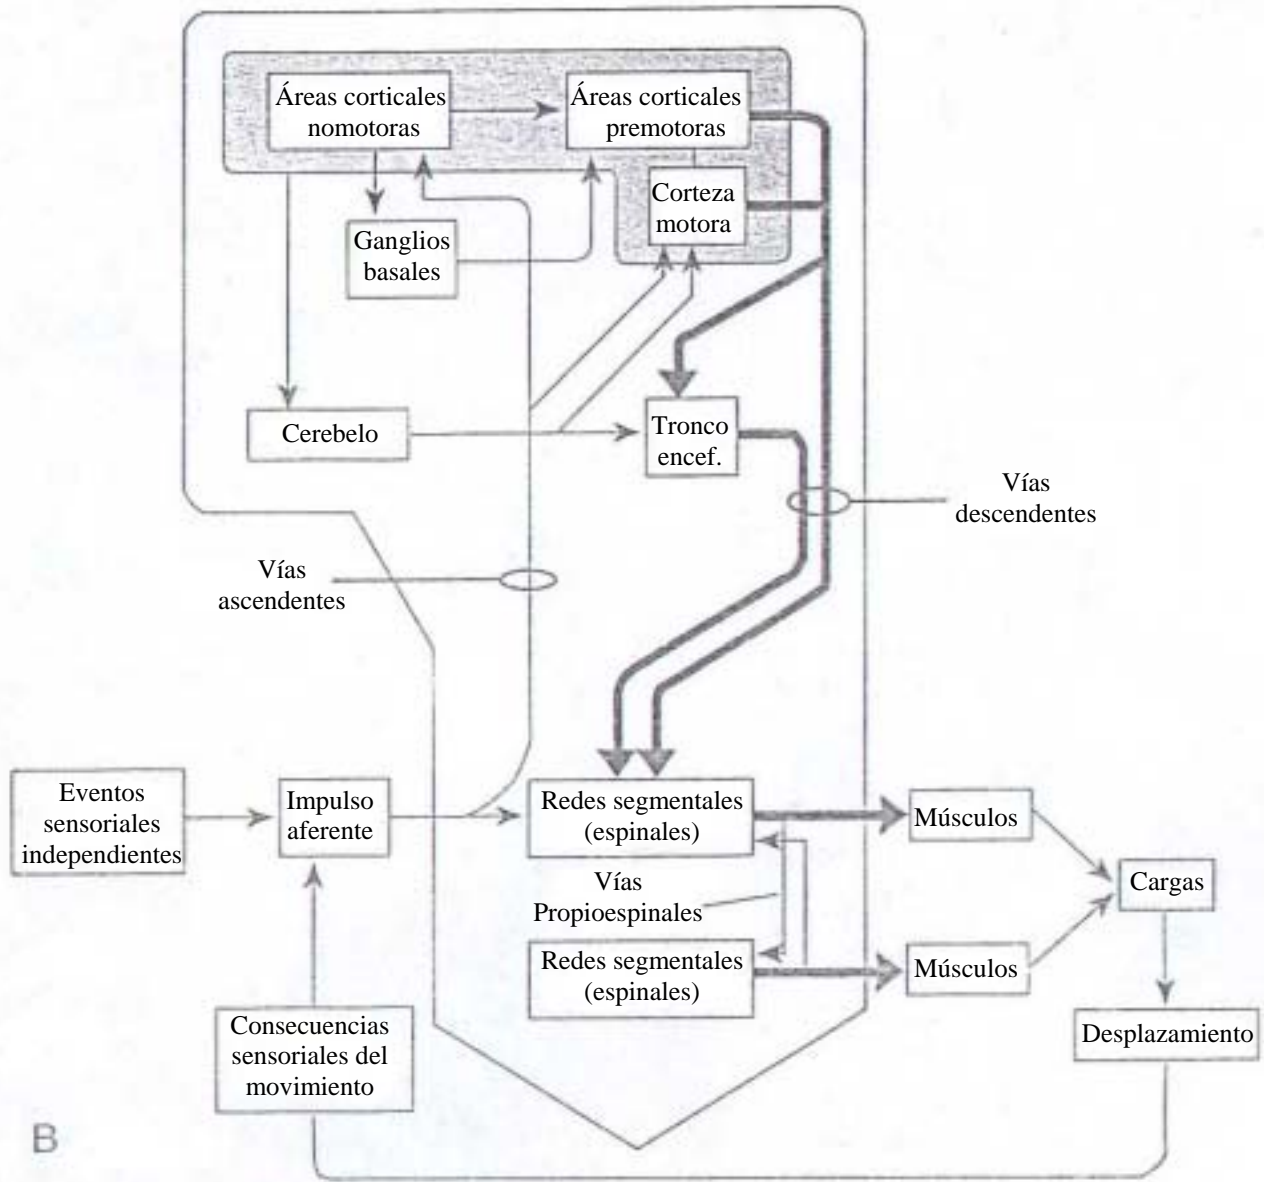 Áreas corticales
nomotoras
Áreas corticales
premotoras
Corteza
motora
Ganglios
basales
Cerebelo
Tronco
encef.
Vías
descendentes
Vías
ascendentes
Eventos
sensoriales
independientes
Impulso
aferente
Redes segmentales
(espinales)
Músculos
Vías
Propioespinales
Cargas
Redes segmentales
(espinales)
Músculos
Consecuencias
sensoriales del
movimiento
Desplazamiento
B